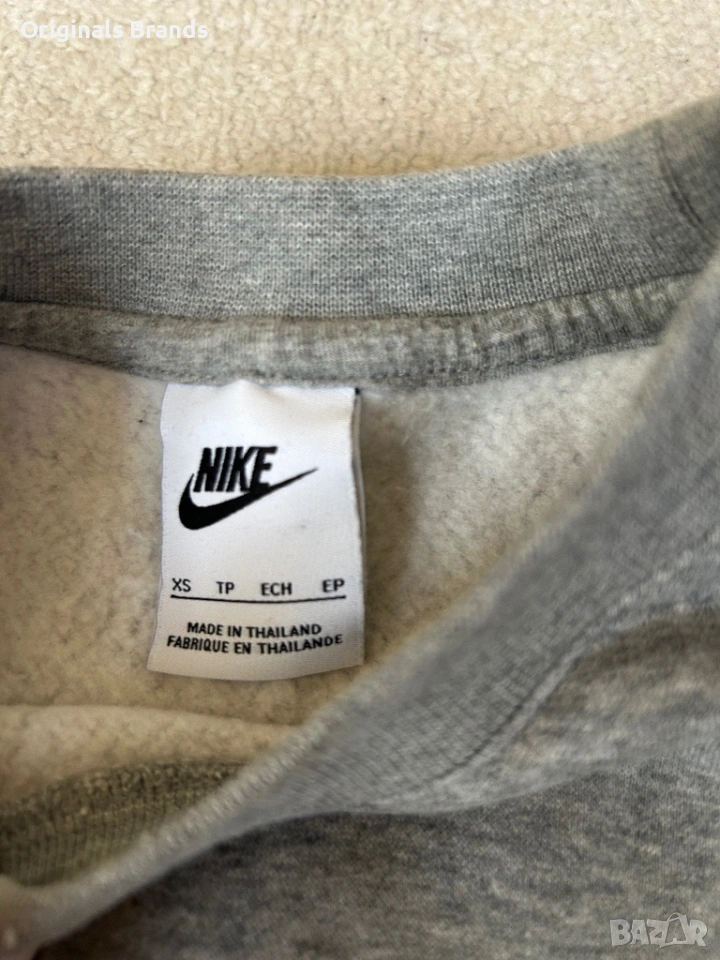 Originals Brands
NIKE
XS TP ECH EP
MADE IN THAILAND
FABRIQUE EN THAILANDE
BAZAR